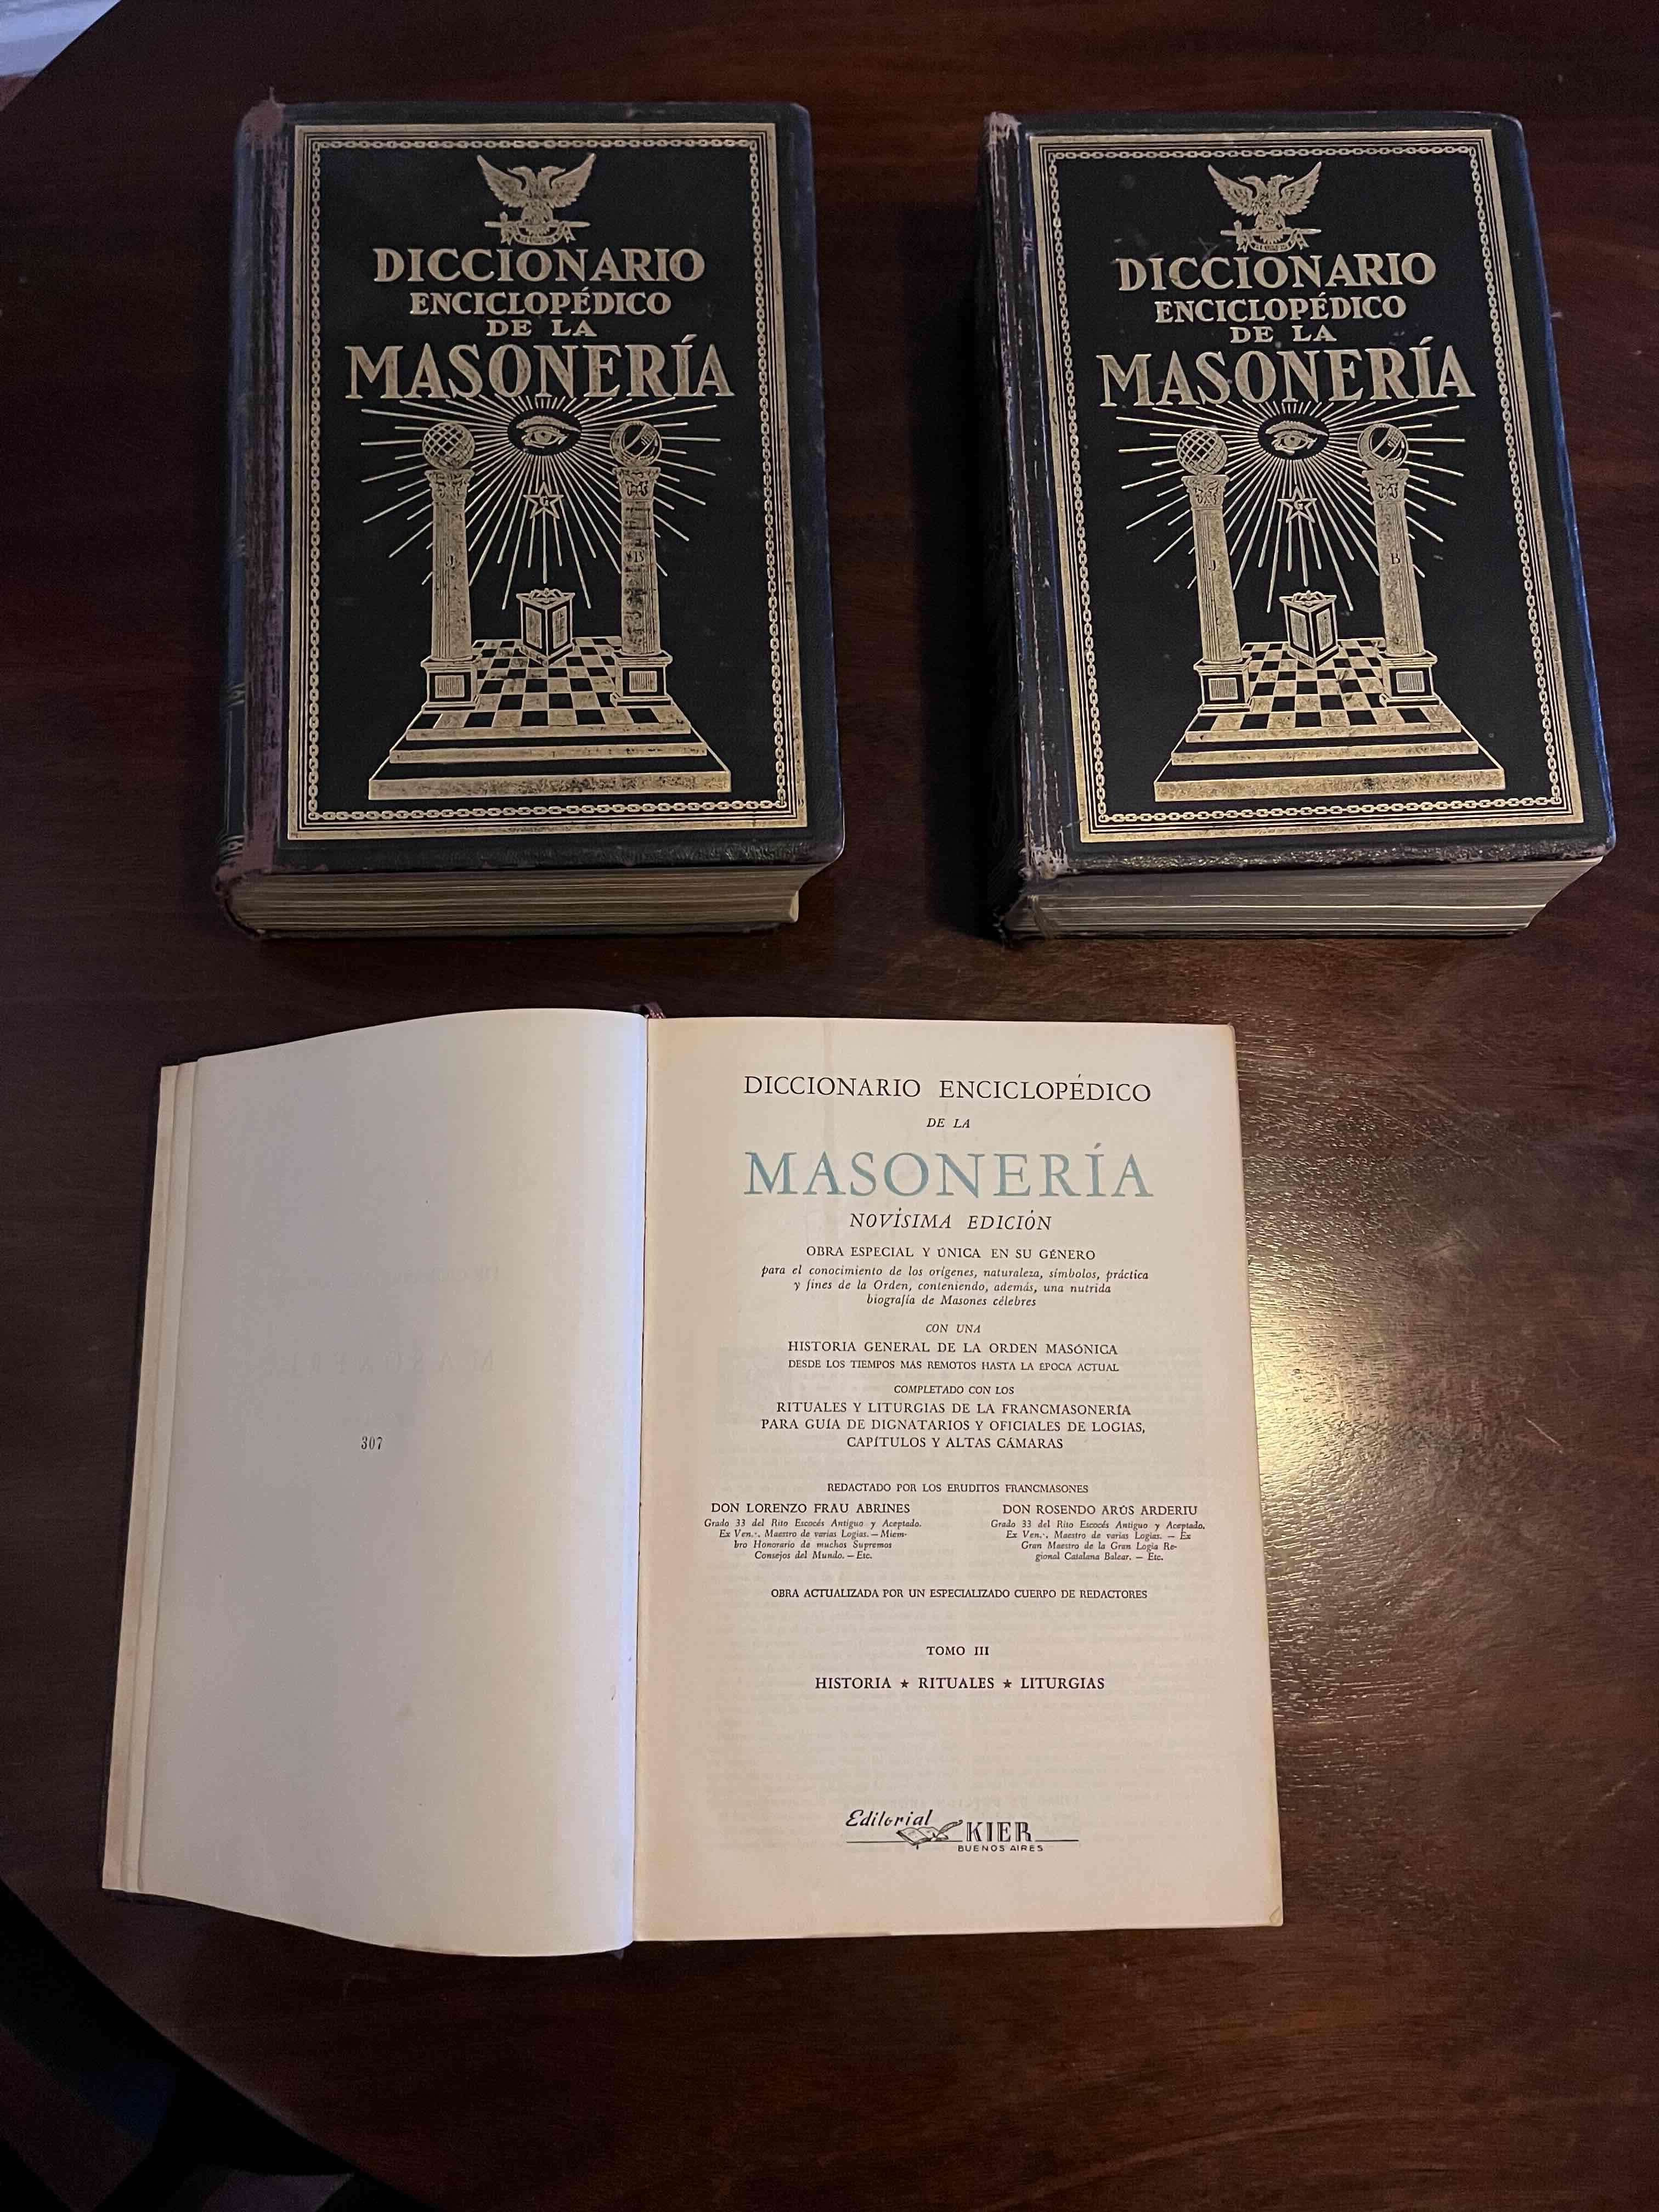 DICCIONARIO
ENCICLOPÉDICO
DE LA
MASONERÍA
G
J
B
DICCIONARIO
ENCICLOPÉDICO
DE LA
MASONERÍA
G
J
B
307
DICCIONARIO ENCICLOPÉDICO
DE LA
MASONERÍA
NOVÍSIMA EDICIÓN
OBRA ESPECIAL Y ÚNICA EN SU GÉNERO
para el conocimiento de los orígenes, naturaleza, símbolos, práctica
y fines de la Orden, conteniendo, además, una nutrida
biografía de Masones célebres
CON UNA
HISTORIA GENERAL DE LA ORDEN MASÓNICA
DESDE LOS TIEMPOS MAS REMOTOS HASTA LA ÉPOCA ACTUAL
COMPLETADO CON LOS
RITUALES Y LITURGIAS DE LA FRANCMASONERÍA
PARA GUÍA DE DIGNATARIOS Y OFICIALES DE LOGIAS,
CAPÍTULOS Y ALTAS CÁMARAS
REDACTADO POR LOS ERUDITOS FRANCMASONES
DON LORENZO FRAU ABRINES
Grado 33 del Rito Escocés Antiguo y Aceptado.
Ex Ven.·. Maestro de varias Logias. — Miem-
bro Honorario de muchos Supremos
Consejos del Mundo. — Etc.
DON ROSENDO ARÚS ARDERIU
Grado 33 del Rito Escocés Antiguo y Aceptado.
Ex Ven.·. Maestro de varias Logias. — Ex
Gran Maestro de la Gran Logia Re-
gional Catalana Balear. — Etc.
OBRA ACTUALIZADA POR UN ESPECIALIZADO CUERPO DE REDACTORES
TOMO III
HISTORIA ★ RITUALES ★ LITURGIAS
Editorial KIER
BUENOS AIRES